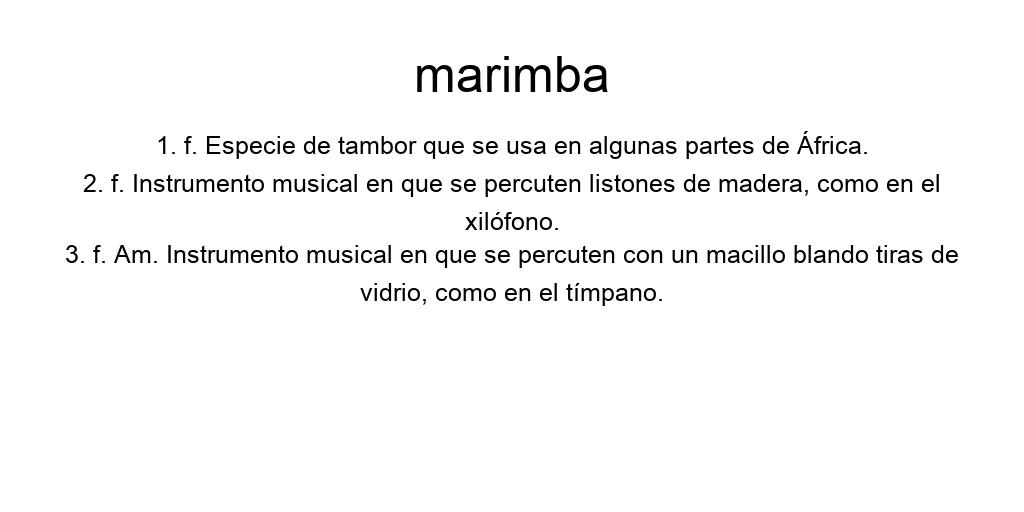 marimba
1. f. Especie de tambor que se usa en algunas partes de África.
2. f. Instrumento musical en que se percuten listones de madera, como en el
xilófono.
3. f. Am. Instrumento musical en que se percuten con un macillo blando tiras de
vidrio, como en el tímpano.